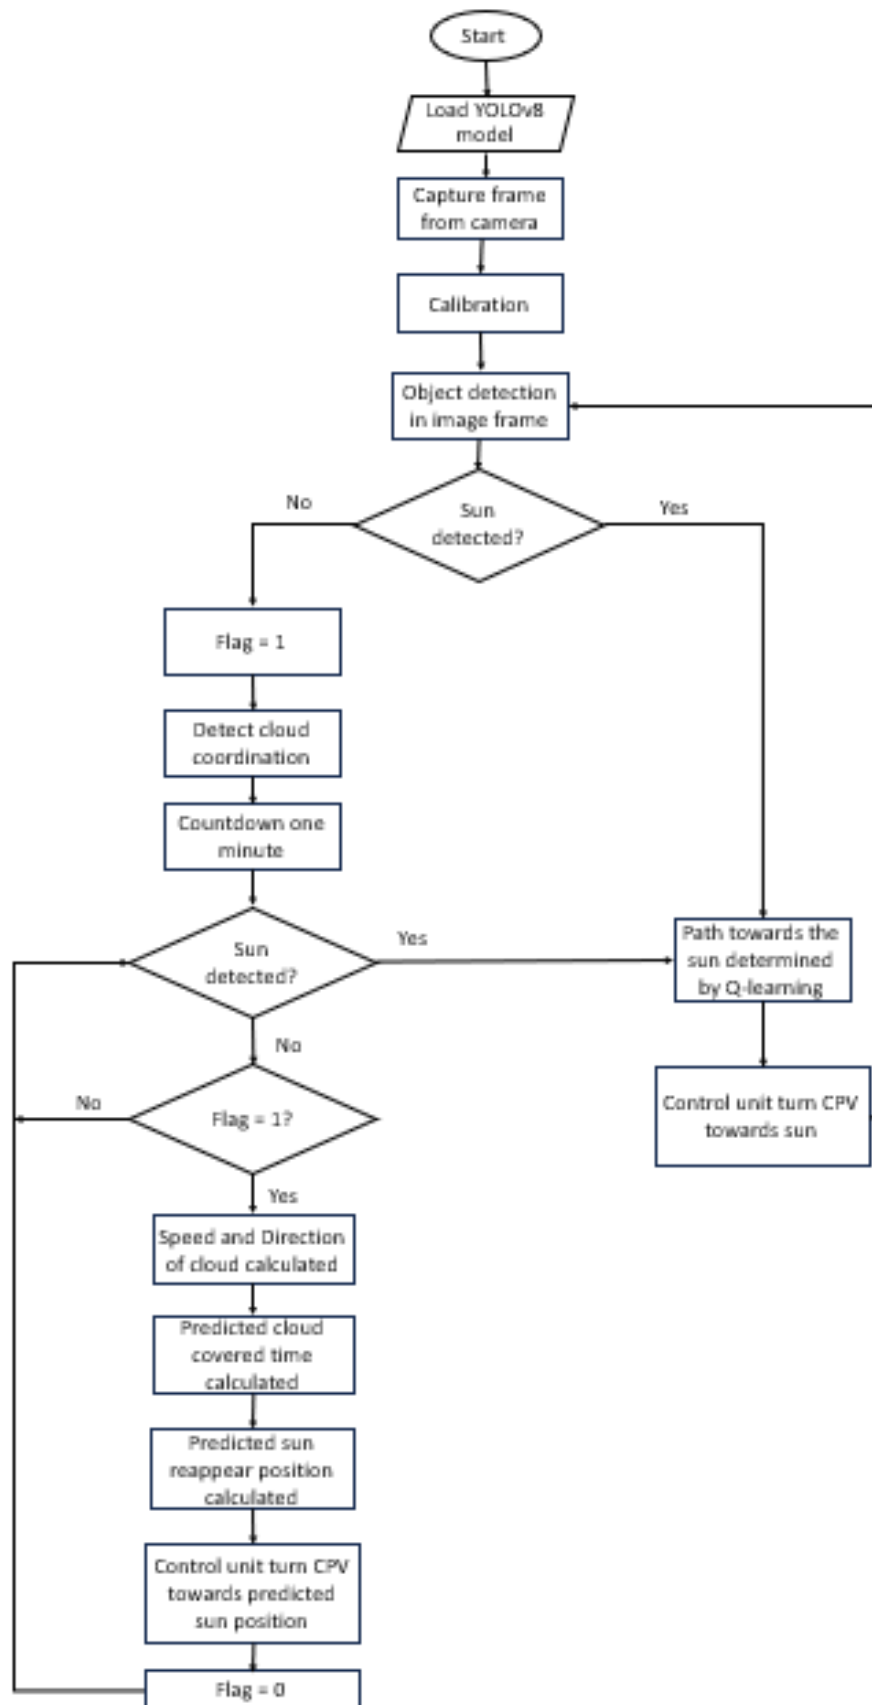 Start
Load YOLOv8
model
Capture frame
from camera
Calibration
Object detection
in image frame
No
Sun
detected?
Yes
Flag = 1
Detect cloud
coordination
Countdown one
minute
Sun
detected?
Yes
Path towards the
sun determined
by Q-learning
No
Control unit turn CPV
towards sun
No
Flag = 1?
Yes
Speed and Direction
of cloud calculated
Predicted cloud
covered time
calculated
Predicted sun
reappear position
calculated
Control unit turn CPV
towards predicted
sun position
Flag = 0